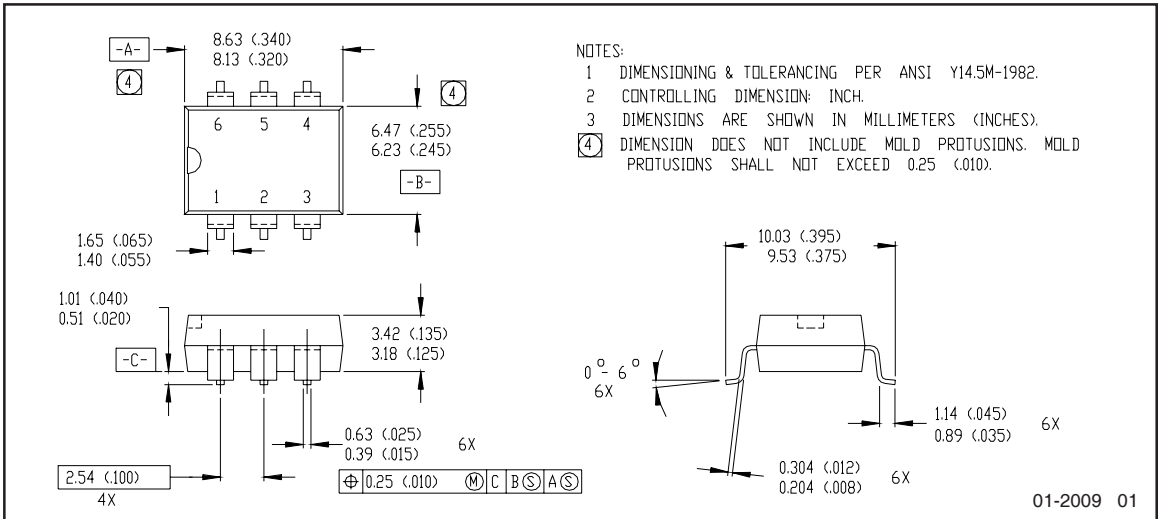 -A-
8.63 (.340)
8.13 (.320)
4
4
6 5 4
1 2 3
6.47 (.255)
6.23 (.245)
-B-
1.65 (.065)
1.40 (.055)
NOTES:
1 DIMENSIONING & TOLERANCING PER ANSI Y14.5M-1982.
2 CONTROLLING DIMENSION: INCH.
3 DIMENSIONS ARE SHOWN IN MILLIMETERS (INCHES).
4 DIMENSION DOES NOT INCLUDE MOLD PROTUSIONS. MOLD
PROTUSIONS SHALL NOT EXCEED 0.25 (.010).
1.01 (.040)
0.51 (.020)
-C-
3.42 (.135)
3.18 (.125)
0.63 (.025)
0.39 (.015)
6X
2.54 (.100)
4X
⌖ 0.25 (.010) Ⓜ C B Ⓢ A Ⓢ
10.03 (.395)
9.53 (.375)
0° - 6°
6X
1.14 (.045)
0.89 (.035)
6X
0.304 (.012)
0.204 (.008)
6X
01-2009 01